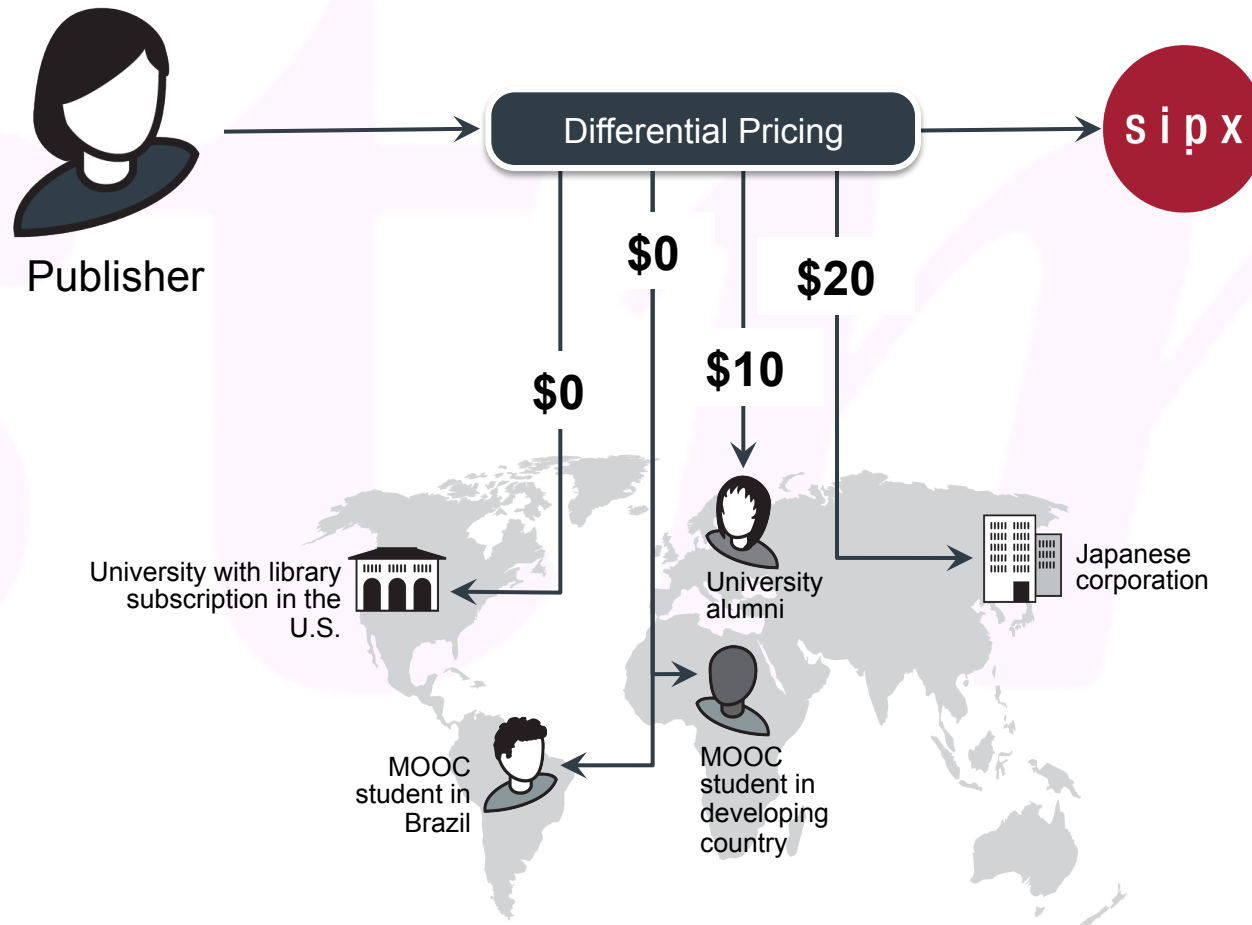 Differential Pricing
sipx
Publisher
$0
$20
$10
$0
University with library
subscription in the
U.S.
University
alumni
Japanese
corporation
MOOC
student in
Brazil
MOOC
student in
developing
country